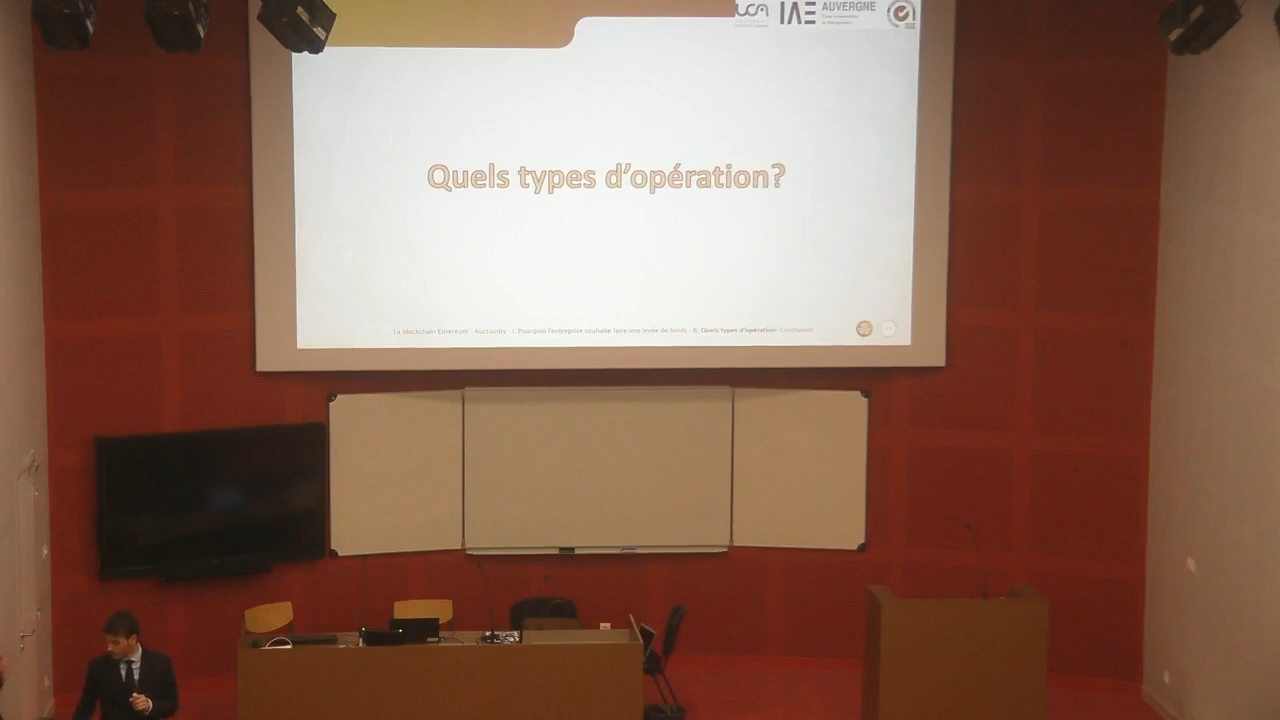 uca
IAE
AUVERGNE
Quels types d'opération?
La blockchain Ethereum - Auctionity - I. Pourquoi l'entreprise souhaite faire une levée de fonds - II. Quels types d'opération- Conclusion